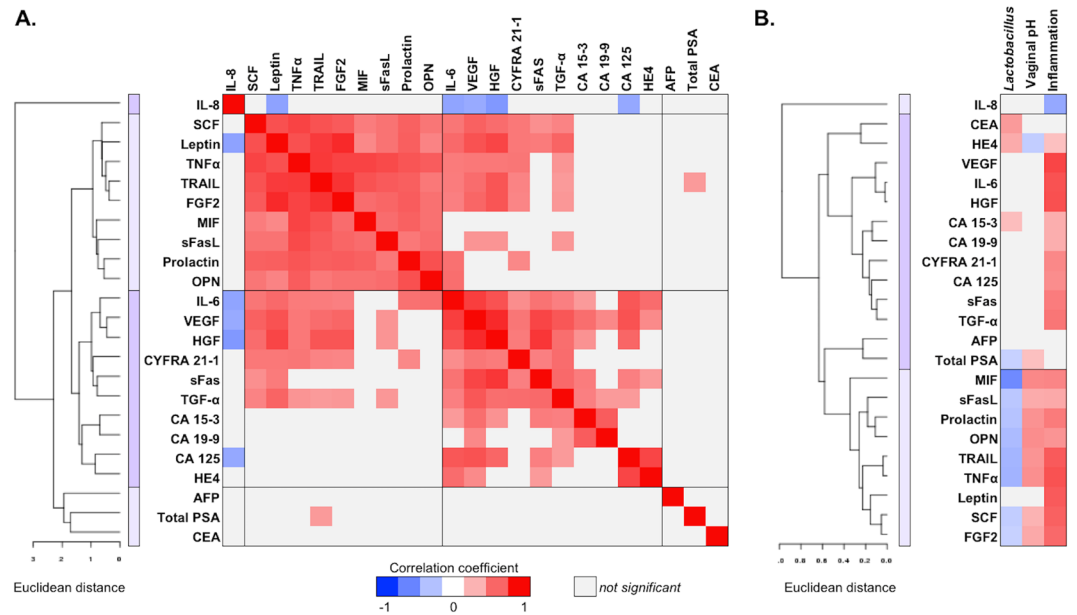 A.
B.
IL-8
SCF
Leptin
TNFα
TRAIL
FGF2
MIF
sFasL
Prolactin
OPN
IL-6
VEGF
HGF
CYFRA 21-1
sFAS
TGF-α
CA 15-3
CA 19-9
CA 125
HE4
AFP
Total PSA
CEA
Lactobacillus
Vaginal pH
Inflammation
IL-8
SCF
Leptin
TNFα
TRAIL
FGF2
MIF
sFasL
Prolactin
OPN
IL-6
VEGF
HGF
CYFRA 21-1
sFas
TGF-α
CA 15-3
CA 19-9
CA 125
HE4
AFP
Total PSA
CEA
IL-8
CEA
HE4
VEGF
IL-6
HGF
CA 15-3
CA 19-9
CYFRA 21-1
CA 125
sFas
TGF-α
AFP
Total PSA
MIF
sFasL
Prolactin
OPN
TRAIL
TNFα
Leptin
SCF
FGF2
3 2 1 0
Euclidean distance
.0 0.8 0.6 0.4 0.2 0.0
Euclidean distance
Correlation coefficient
-1 0 1
not significant